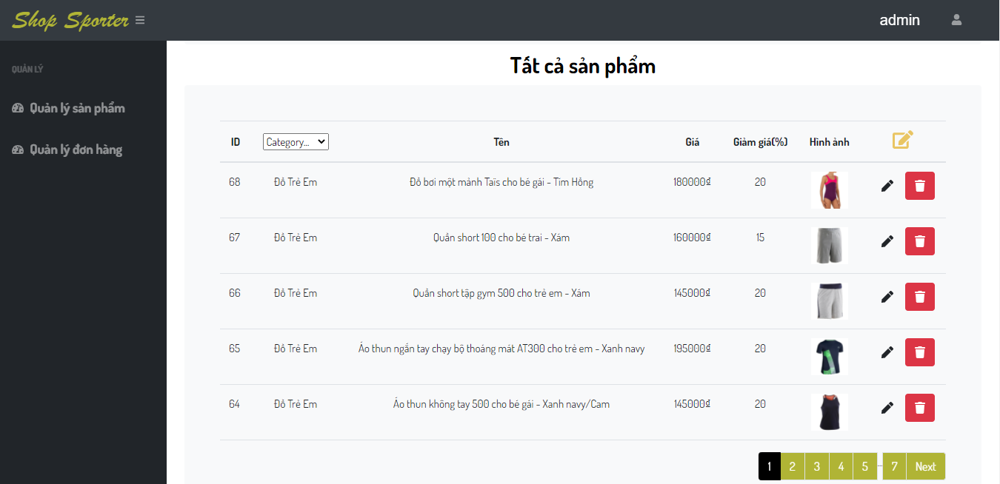 Shop Sporter
admin
QUẢN LÝ
Quản lý sản phẩm
Quản lý đơn hàng
Tất cả sản phẩm
ID Category... Tên Giá Giảm giá(%) Hình ảnh
68 Đồ Trẻ Em Đồ bơi một mảnh Taïs cho bé gái - Tím Hồng 180000₫ 20
67 Đồ Trẻ Em Quần short 100 cho bé trai - Xám 160000₫ 15
66 Đồ Trẻ Em Quần short tập gym 500 cho trẻ em - Xám 145000₫ 20
65 Đồ Trẻ Em Áo thun ngắn tay chạy bộ thoáng mát AT300 cho trẻ em - Xanh navy 195000₫ 20
64 Đồ Trẻ Em Áo thun không tay 500 cho bé gái - Xanh navy/Cam 145000₫ 20
1 2 3 4 5 ... 7 Next